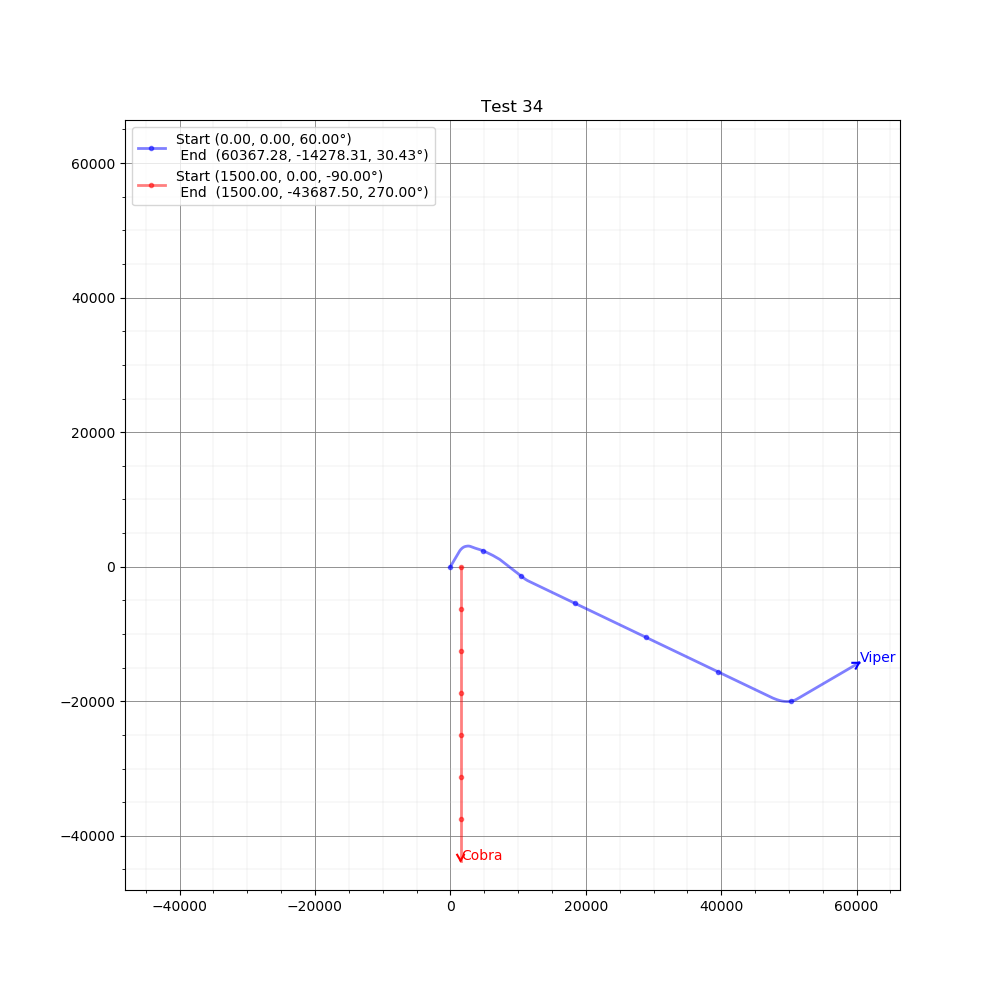 Test 34
Start (0.00, 0.00, 60.00°)
End (60367.28, -14278.31, 30.43°)
Start (1500.00, 0.00, -90.00°)
End (1500.00, -43687.50, 270.00°)
60000
40000
20000
0
−20000
−40000
Viper
Cobra
−40000 −20000 0 20000 40000 60000